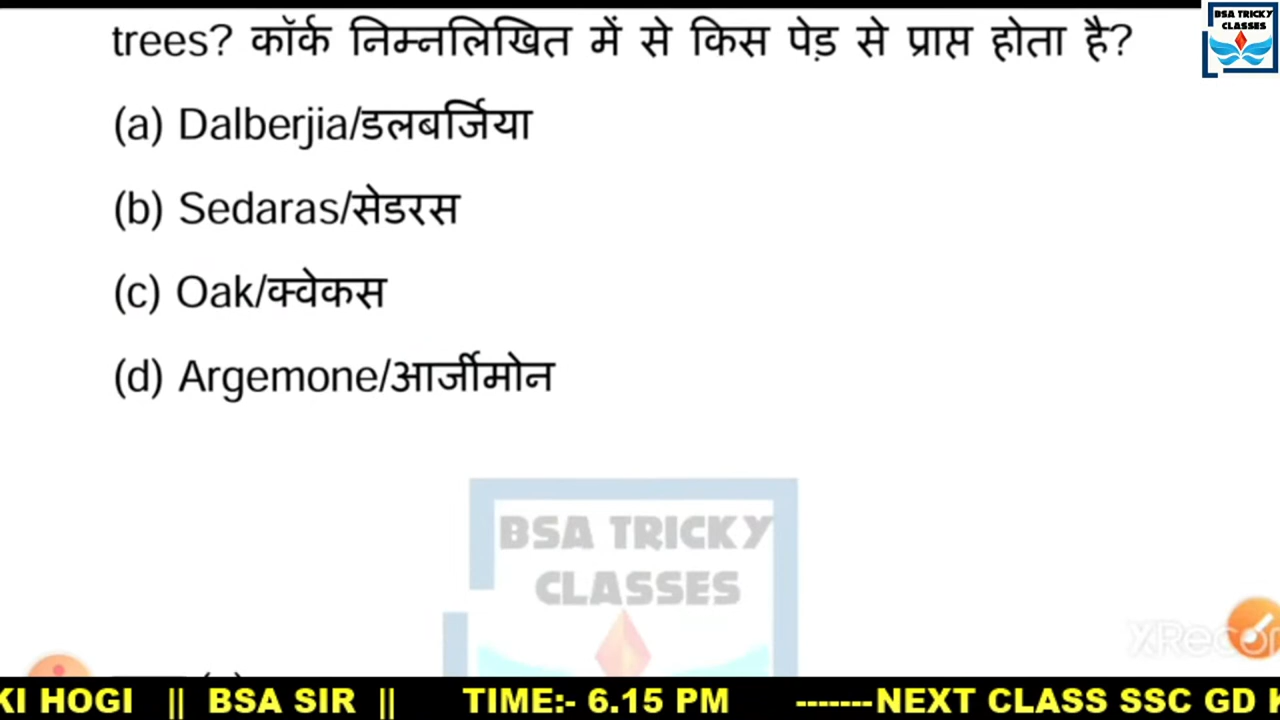 BSA TRICKY
CLASSES
trees? कॉर्क निम्नलिखित में से किस पेड़ से प्राप्त होता है?
(a) Dalberjia/डलबर्जिया
(b) Sedaras/सेडरस
(c) Oak/क्वेकस
(d) Argemone/आर्जीमोन
BSA TRICKY
CLASSES
XRecor
KI HOGI || BSA SIR || TIME:- 6.15 PM -------NEXT CLASS SSC GD